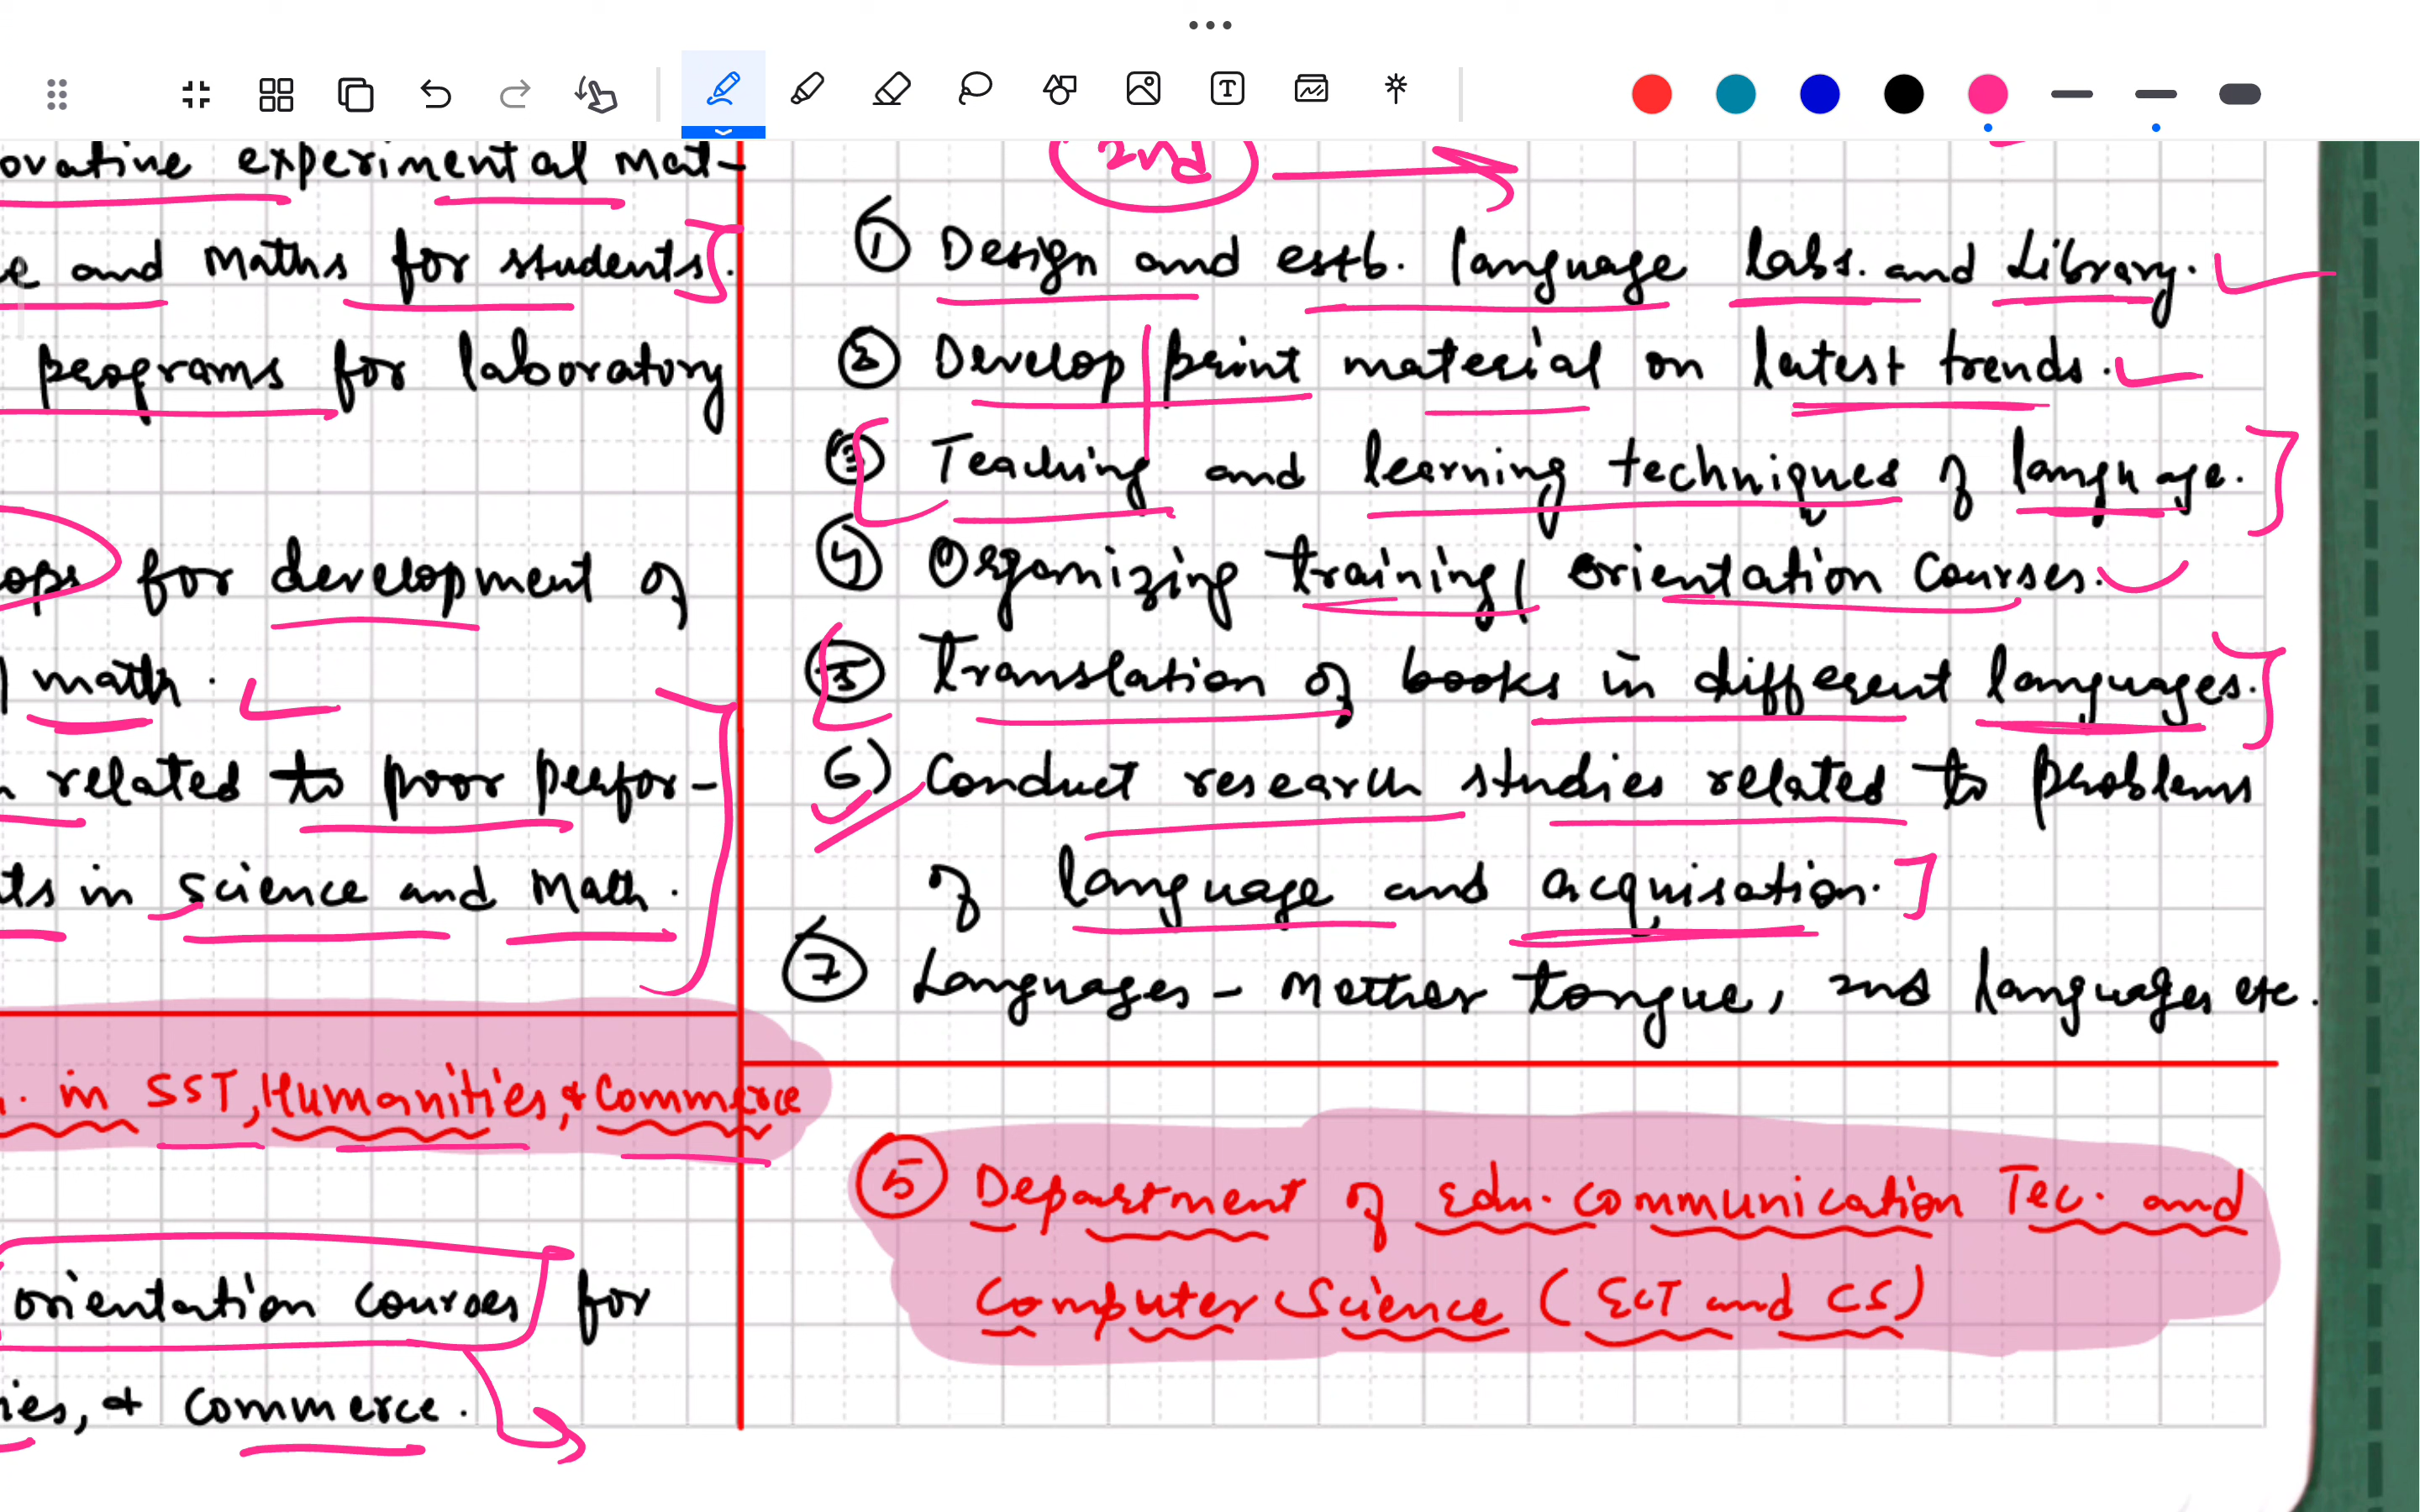 ovative experimental mat-
e and Maths for students.
programs for laboratory
ops for development of
math.
related to poor perfor-
ts in science and Math.
. in SST, Humanities, & Commerce
orientation courses for
ies, & Commerce.
2nd
① Design and estb. language labs. and Library.
② Develop print material on latest trends.
③ Teaching and learning techniques of language.
④ Organizing training/ orientation courses.
⑤ Translation of books in different languages.
6) Conduct research studies related to problems
of language and acquisation.
⑦ Languages - Mother tongue, 2nd languages etc.
⑤ Department of Edn. Communication Tec. and
Computer Science (ECT and CS)